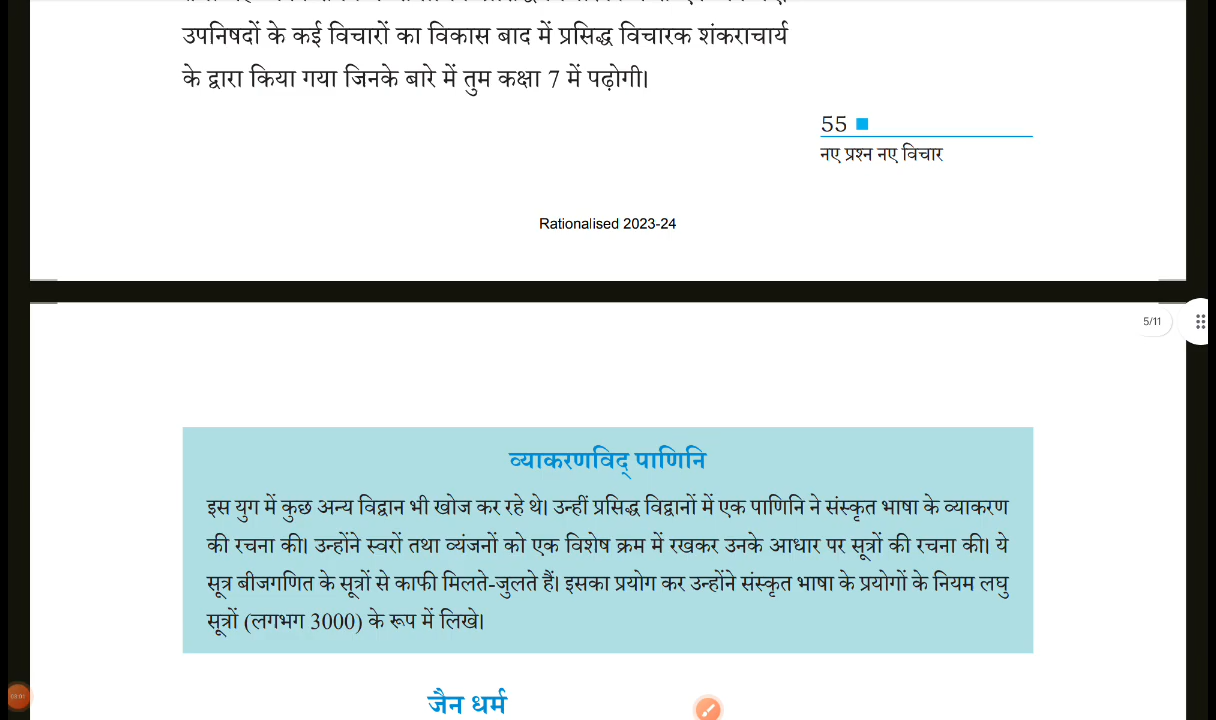 उपनिषदों के कई विचारों का विकास बाद में प्रसिद्ध विचारक शंकराचार्य
के द्वारा किया गया जिनके बारे में तुम कक्षा 7 में पढ़ोगी।
55
नए प्रश्न नए विचार
Rationalised 2023-24
5/11
व्याकरणविद् पाणिनि
इस युग में कुछ अन्य विद्वान भी खोज कर रहे थे। उन्हीं प्रसिद्ध विद्वानों में एक पाणिनि ने संस्कृत भाषा के व्याकरण
की रचना की। उन्होंने स्वरों तथा व्यंजनों को एक विशेष क्रम में रखकर उनके आधार पर सूत्रों की रचना की। ये
सूत्र बीजगणित के सूत्रों से काफी मिलते-जुलते हैं। इसका प्रयोग कर उन्होंने संस्कृत भाषा के प्रयोगों के नियम लघु
सूत्रों (लगभग 3000) के रूप में लिखे।
जैन धर्म